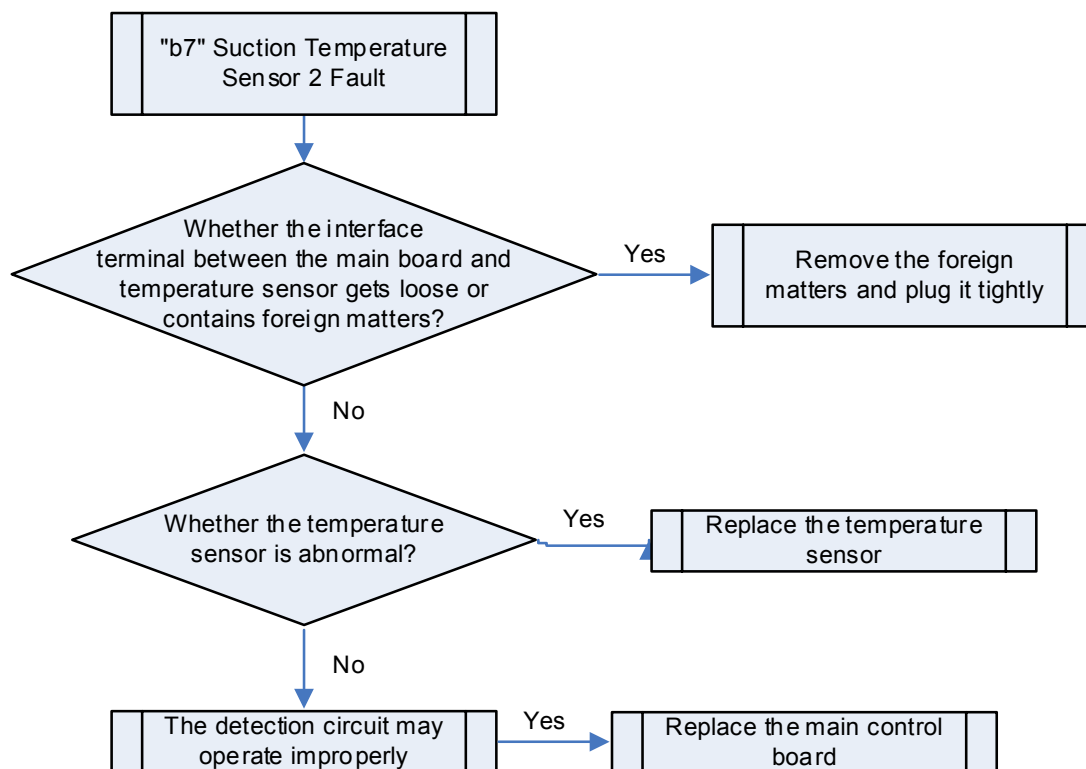 "b7" Suction Temperature
Sensor 2 Fault
Whether the interface
terminal between the main board and
temperature sensor gets loose or
contains foreign matters?
Yes
Remove the foreign
matters and plug it tightly
No
Whether the temperature
sensor is abnormal?
Yes
Replace the temperature
sensor
No
The detection circuit may
operate improperly
Yes
Replace the main control
board